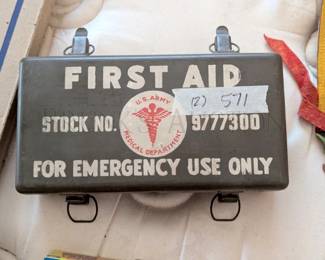 FIRST AID
(2) 571
U.S. ARMY
STOCK NO. 9777300
MEDICAL DEPARTMENT
FOR EMERGENCY USE ONLY